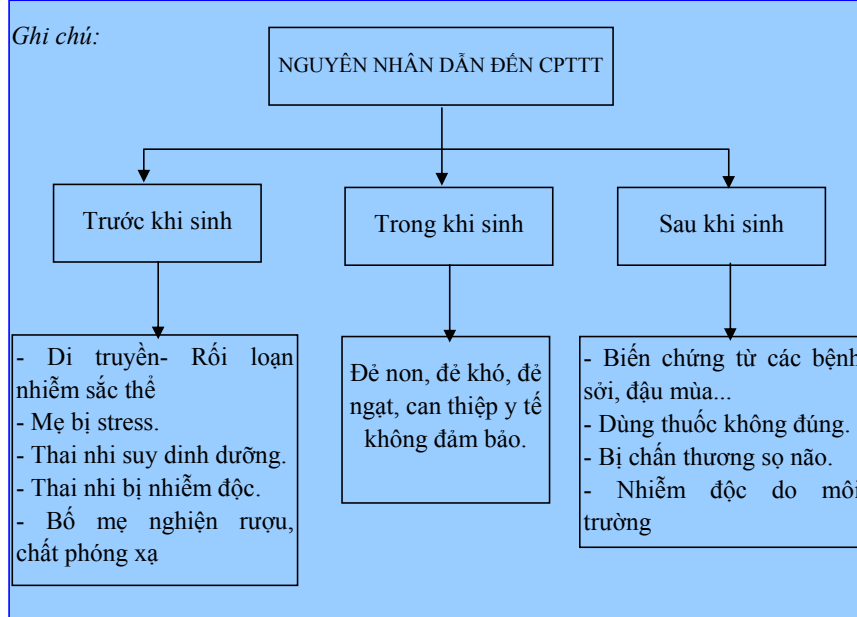 Ghi chú:
NGUYÊN NHÂN DẪN ĐẾN CPTTT
Trước khi sinh
Trong khi sinh
Sau khi sinh
- Di truyền- Rối loạn
nhiễm sắc thể
- Mẹ bị stress.
- Thai nhi suy dinh dưỡng.
- Thai nhi bị nhiễm độc.
- Bố mẹ nghiện rượu,
chất phóng xạ
Đẻ non, đẻ khó, đẻ
ngạt, can thiệp y tế
không đảm bảo.
- Biến chứng từ các bệnh
sởi, đậu mùa...
- Dùng thuốc không đúng.
- Bị chấn thương sọ não.
- Nhiễm độc do môi
trường